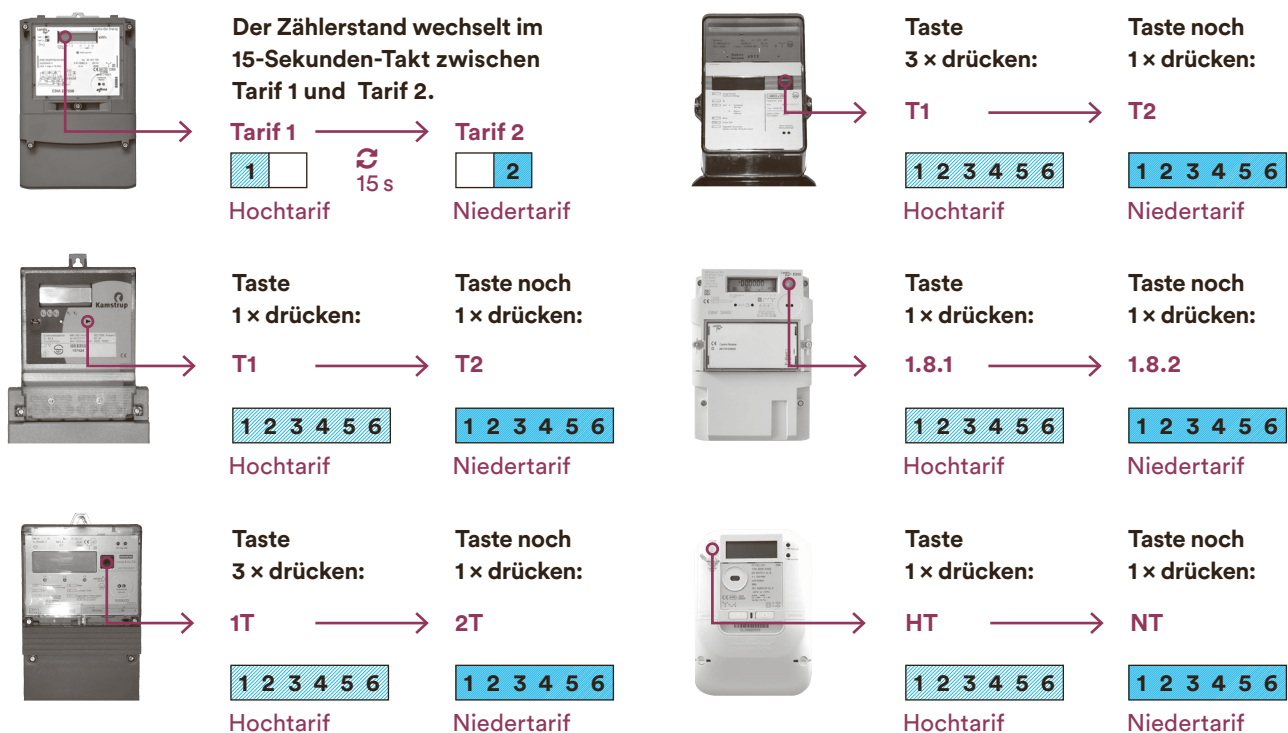 Der Zählerstand wechselt im
15-Sekunden-Takt zwischen
Tarif 1 und Tarif 2.
Tarif 1
Tarif 2
1
15 s
2
Hochtarif
Niedertarif
Taste
3 × drücken:
Taste noch
1 × drücken:
T1
T2
1 2 3 4 5 6
1 2 3 4 5 6
Hochtarif
Niedertarif
Kamstrup
Taste
1 × drücken:
Taste noch
1 × drücken:
T1
T2
1 2 3 4 5 6
1 2 3 4 5 6
Hochtarif
Niedertarif
Taste
1 × drücken:
Taste noch
1 × drücken:
1.8.1
1.8.2
1 2 3 4 5 6
1 2 3 4 5 6
Hochtarif
Niedertarif
Taste
3 × drücken:
Taste noch
1 × drücken:
1T
2T
1 2 3 4 5 6
1 2 3 4 5 6
Hochtarif
Niedertarif
Taste
1 × drücken:
Taste noch
1 × drücken:
HT
NT
1 2 3 4 5 6
1 2 3 4 5 6
Hochtarif
Niedertarif